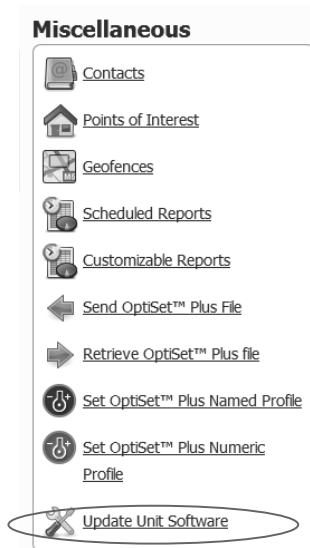 Miscellaneous
Contacts
Points of Interest
Geofences
Scheduled Reports
Customizable Reports
Send OptiSet™ Plus File
Retrieve OptiSet™ Plus file
Set OptiSet™ Plus Named Profile
Set OptiSet™ Plus Numeric
Profile
Update Unit Software